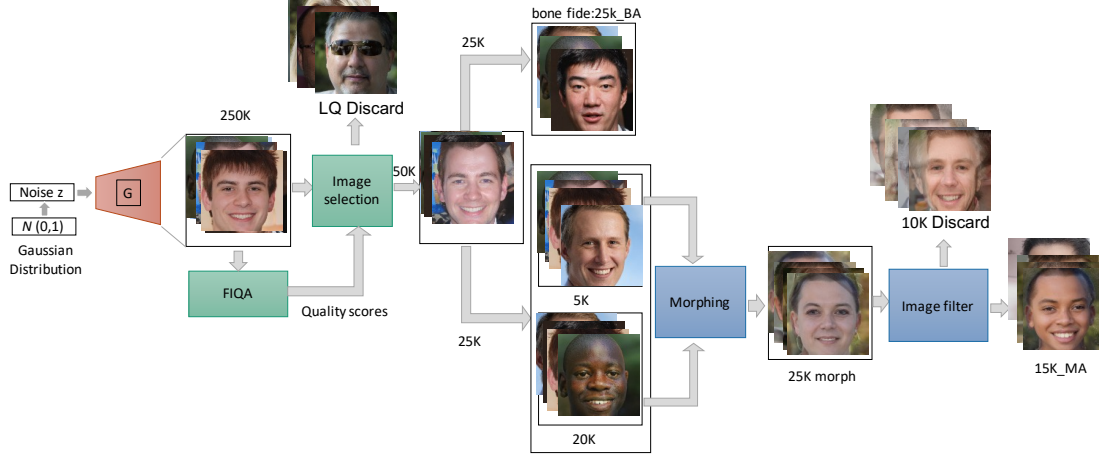 bone fide:25k_BA
25K
LQ Discard
250K
Noise z
G
N (0,1)
Gaussian
Distribution
Image
selection
50K
FIQA
Quality scores
25K
5K
Morphing
20K
25K morph
10K Discard
Image filter
15K_MA